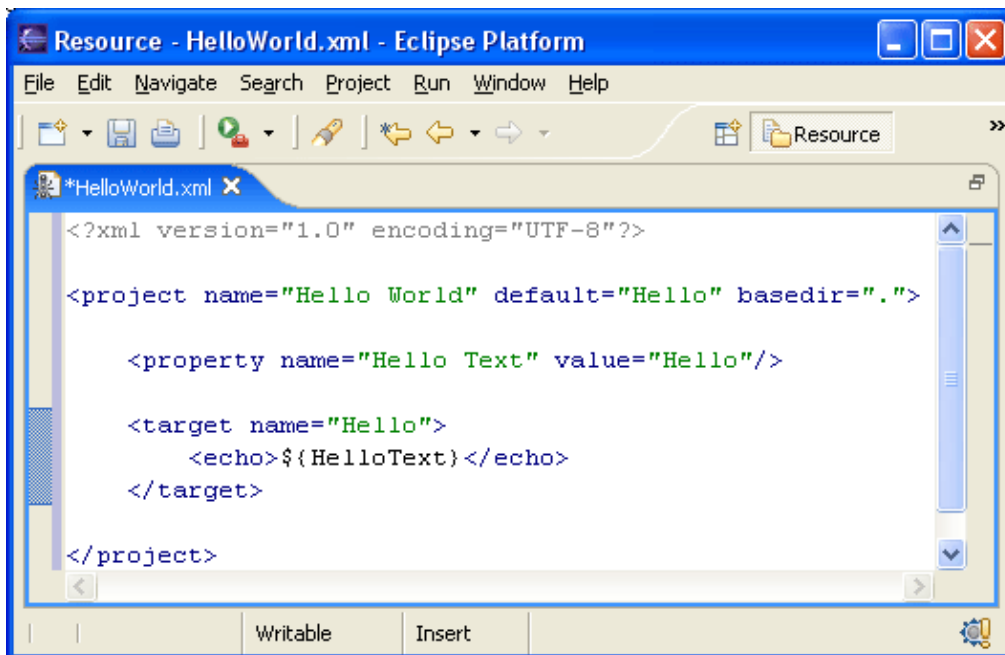 Resource - HelloWorld.xml - Eclipse Platform
File Edit Navigate Search Project Run Window Help
Resource
*HelloWorld.xml
<?xml version="1.0" encoding="UTF-8"?>
<project name="Hello World" default="Hello" basedir=".">
<property name="Hello Text" value="Hello"/>
<target name="Hello">
<echo>${HelloText}</echo>
</target>
</project>
Writable Insert